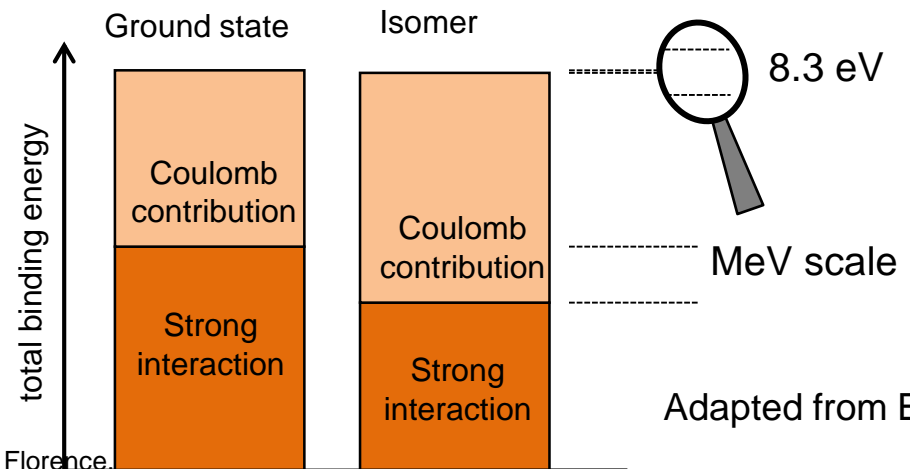 Ground state
Isomer
8.3 eV
total binding energy
Coulomb
contribution
Coulomb
contribution
MeV scale
Strong
interaction
Strong
interaction
Adapted from
Florence.